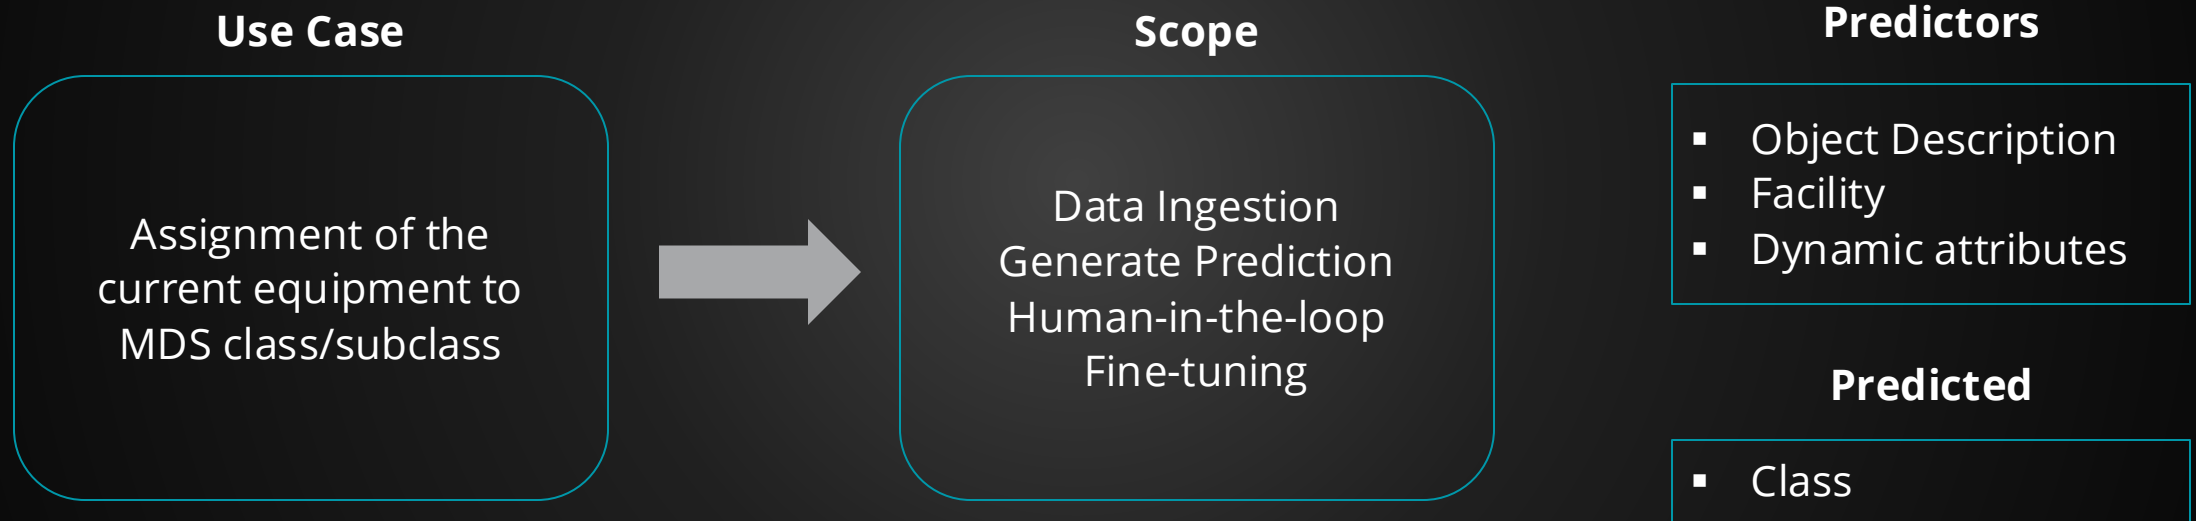 Use Case
Assignment of the
current equipment to
MDS class/subclass
Scope
Data Ingestion
Generate Prediction
Human-in-the-loop
Fine-tuning
Predictors
▪ Object Description
▪ Facility
▪ Dynamic attributes
Predicted
▪ Class